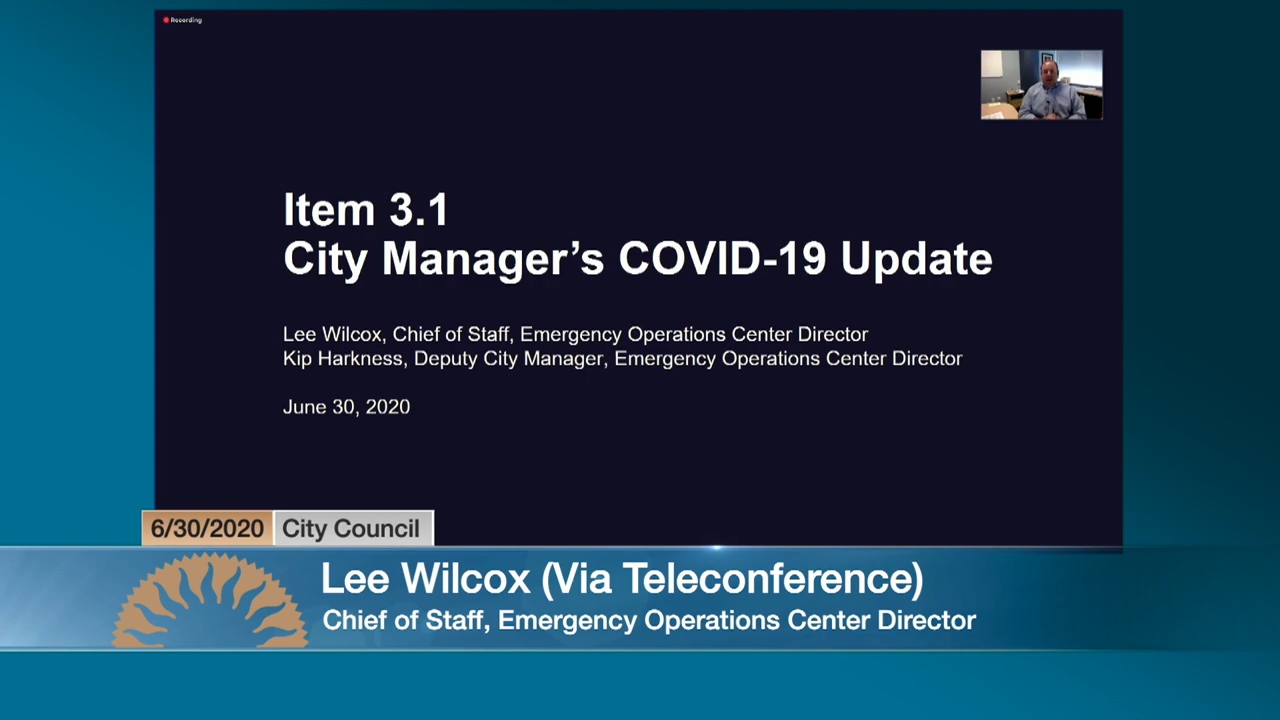 Recording
Item 3.1
City Manager's COVID-19 Update
Lee Wilcox, Chief of Staff, Emergency Operations Center Director
Kip Harkness, Deputy City Manager, Emergency Operations Center Director
June 30, 2020
6/30/2020 City Council
Lee Wilcox (Via Teleconference)
Chief of Staff, Emergency Operations Center Director